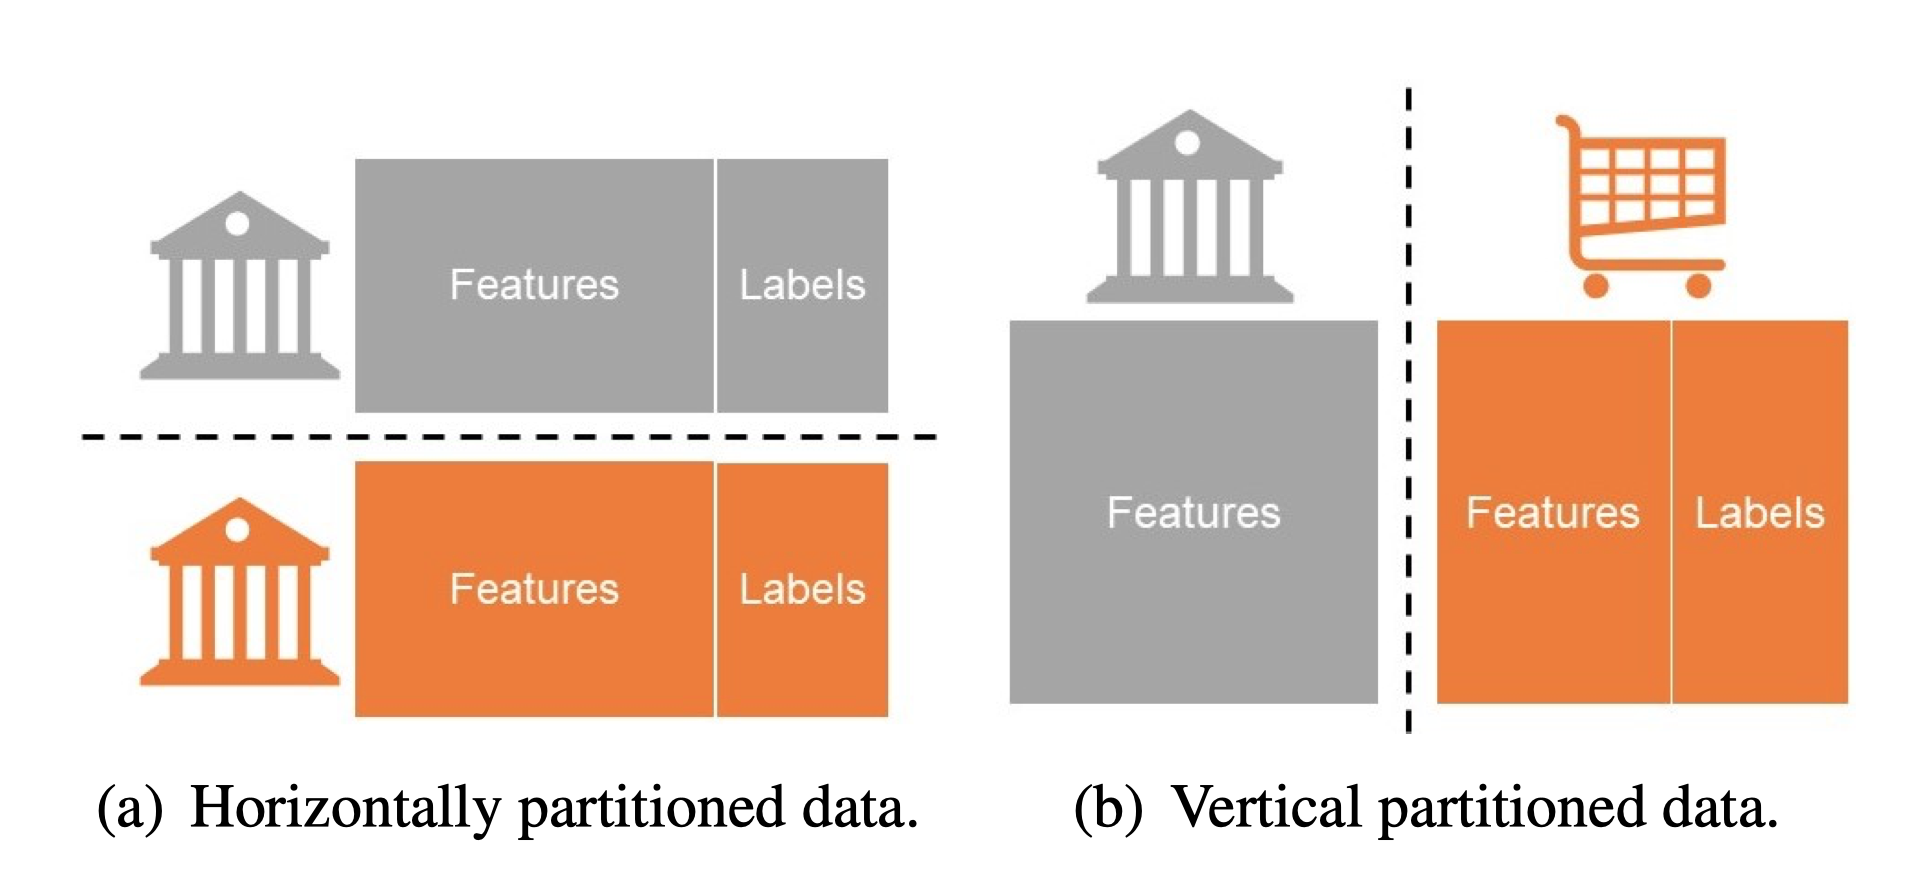 Features Labels
Features Labels
(a) Horizontally partitioned data.
Features
Features Labels
(b) Vertical partitioned data.